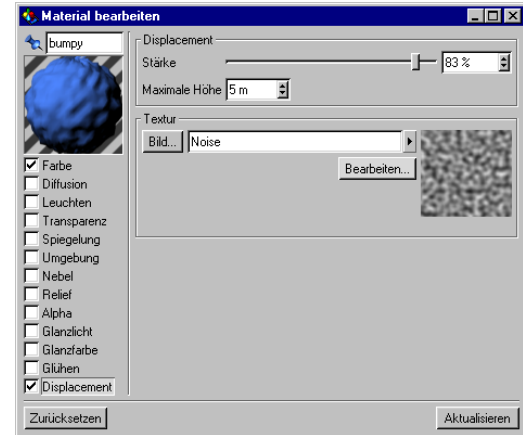 Material bearbeiten
bumpy
Farbe
Diffusion
Leuchten
Transparenz
Spiegelung
Umgebung
Nebel
Relief
Alpha
Glanzlicht
Glanzfarbe
Glühen
Displacement
Displacement
Stärke 83 %
Maximale Höhe 5 m
Textur
Bild... Noise
Bearbeiten...
Zurücksetzen Aktualisieren